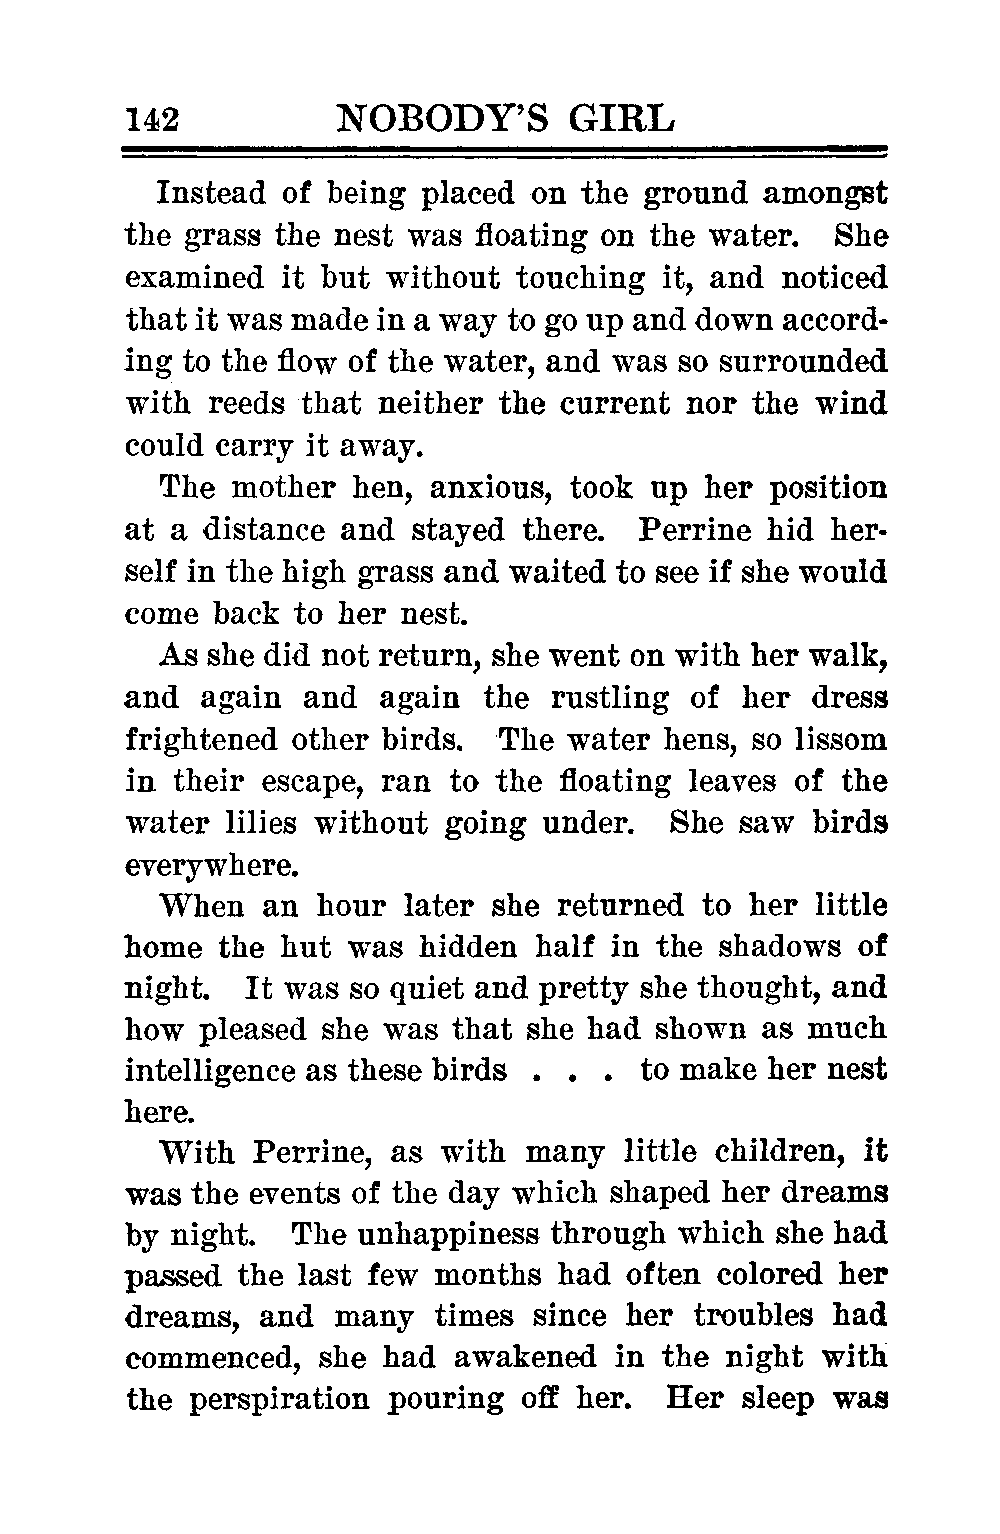 142 NOBODY'S GIRL
Instead of being placed on the ground amongst
the grass the nest was floating on the water. She
examined it but without touching it, and noticed
that it was made in a way to go up and down accord-
ing to the flow of the water, and was so surrounded
with reeds that neither the current nor the wind
could carry it away.
The mother hen, anxious, took up her position
at a distance and stayed there. Perrine hid her-
self in the high grass and waited to see if she would
come back to her nest.
As she did not return, she went on with her walk,
and again and again the rustling of her dress
frightened other birds. The water hens, so lissom
in their escape, ran to the floating leaves of the
water lilies without going under. She saw birds
everywhere.
When an hour later she returned to her little
home the hut was hidden half in the shadows of
night. It was so quiet and pretty she thought, and
how pleased she was that she had shown as much
intelligence as these birds . . . to make her nest
here.
With Perrine, as with many little children, it
was the events of the day which shaped her dreams
by night. The unhappiness through which she had
passed the last few months had often colored her
dreams, and many times since her troubles had
commenced, she had awakened in the night with
the perspiration pouring off her. Her sleep was